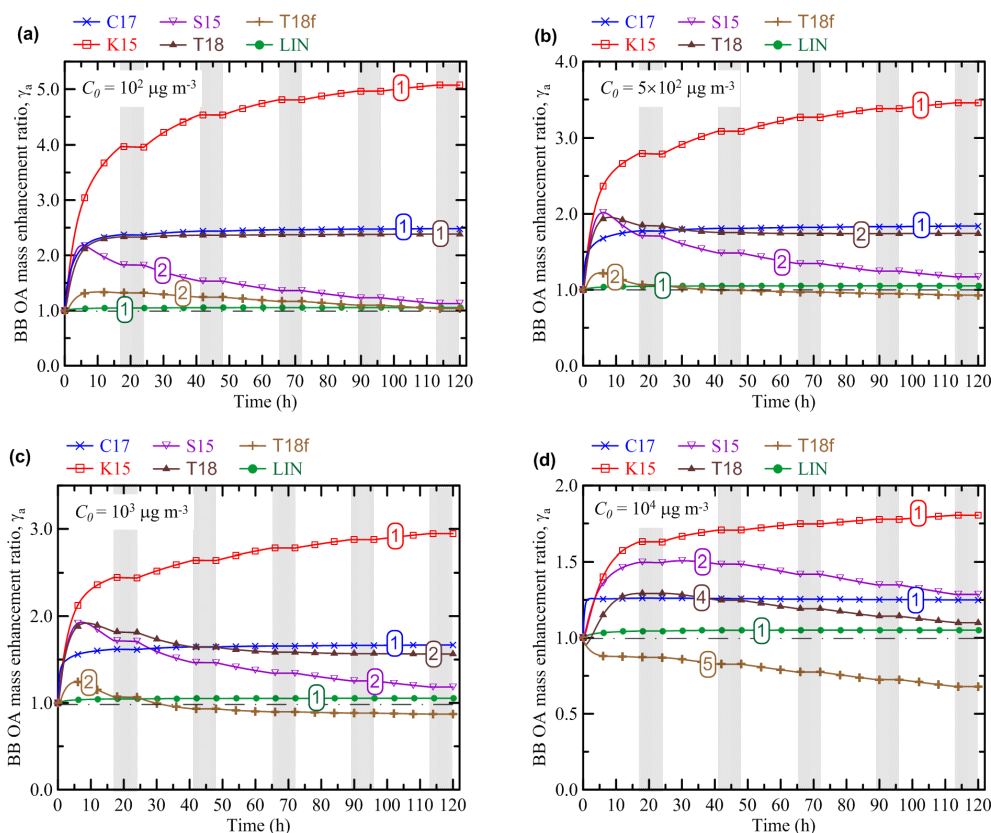 (a)
C17 S15 T18f
K15 T18 LIN
C₀ = 10² µg m⁻³
BB OA mass enhancement ratio, γₐ
5.0
4.0
3.0
2.0
1.0
0.0
1
1
1
2
2
1
0 10 20 30 40 50 60 70 80 90 100 110 120
Time (h)
(b)
C17 S15 T18f
K15 T18 LIN
C₀ = 5×10² µg m⁻³
BB OA mass enhancement ratio, γₐ
4.0
3.0
2.0
1.0
0.0
1
1
2
2
2
1
0 10 20 30 40 50 60 70 80 90 100 110 120
Time (h)
(c)
C17 S15 T18f
K15 T18 LIN
C₀ = 10³ µg m⁻³
BB OA mass enhancement ratio, γₐ
3.0
2.0
1.0
0.0
1
1
2
2
2
1
0 10 20 30 40 50 60 70 80 90 100 110 120
Time (h)
(d)
C17 S15 T18f
K15 T18 LIN
C₀ = 10⁴ µg m⁻³
BB OA mass enhancement ratio, γₐ
2.0
1.5
1.0
0.5
0.0
1
2
4
1
1
5
0 10 20 30 40 50 60 70 80 90 100 110 120
Time (h)